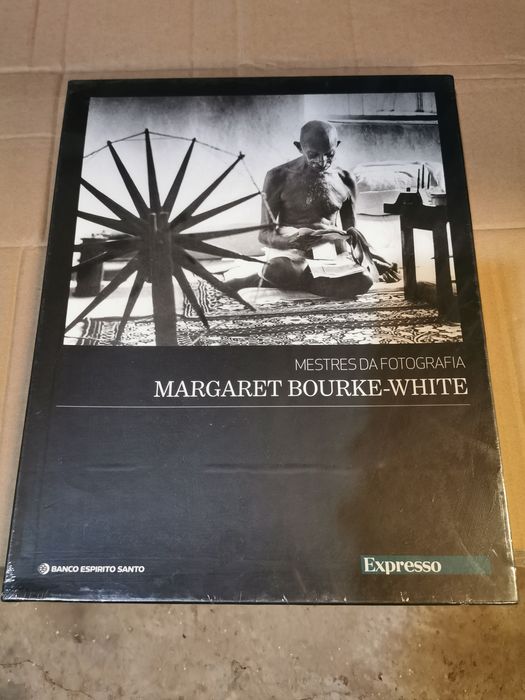 MESTRES DA FOTOGRAFIA
MARGARET BOURKE-WHITE
BANCO ESPIRITO SANTO
Expresso